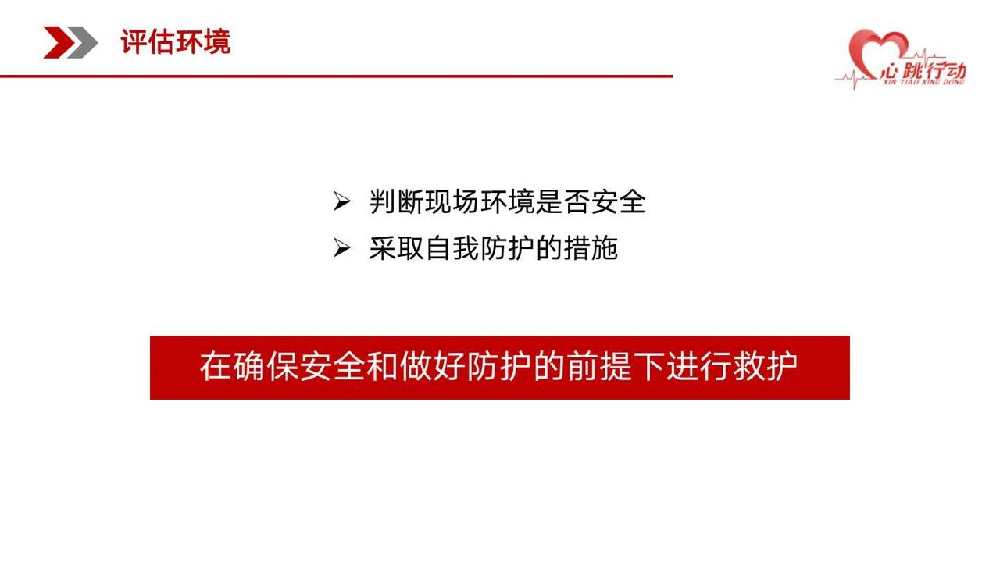 评估环境
心跳行动
XIN TIAO XING DONG
判断现场环境是否安全
采取自我防护的措施
在确保安全和做好防护的前提下进行救护